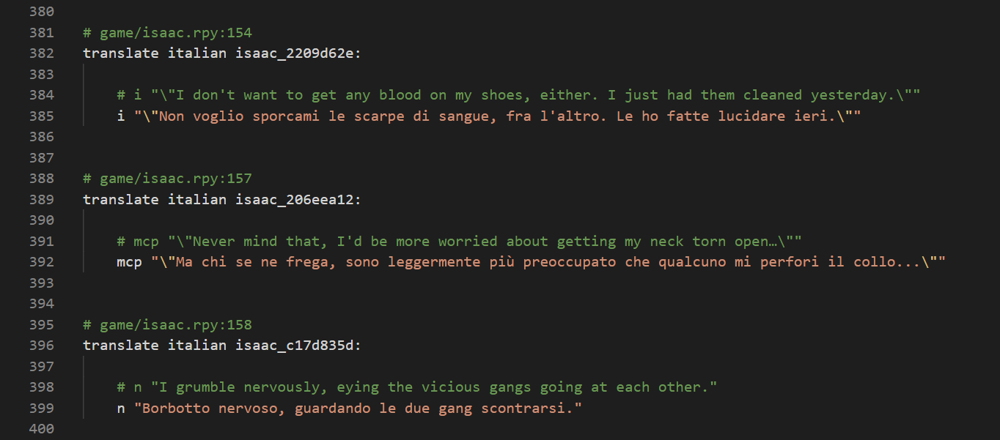 380
381 # game/isaac.rpy:154
382 translate italian isaac_2209d62e:
383
384 # i "\"I don't want to get any blood on my shoes, either. I just had them cleaned yesterday.\""
385 i "\"Non voglio sporcami le scarpe di sangue, fra l'altro. Le ho fatte lucidare ieri.\""
386
387
388 # game/isaac.rpy:157
389 translate italian isaac_206eea12:
390
391 # mcp "\"Never mind that, I'd be more worried about getting my neck torn open…\""
392 mcp "\"Ma chi se ne frega, sono leggermente più preoccupato che qualcuno mi perfori il collo...\""
393
394
395 # game/isaac.rpy:158
396 translate italian isaac_c17d835d:
397
398 # n "I grumble nervously, eying the vicious gangs going at each other."
399 n "Borbotto nervoso, guardando le due gang scontrarsi."
400